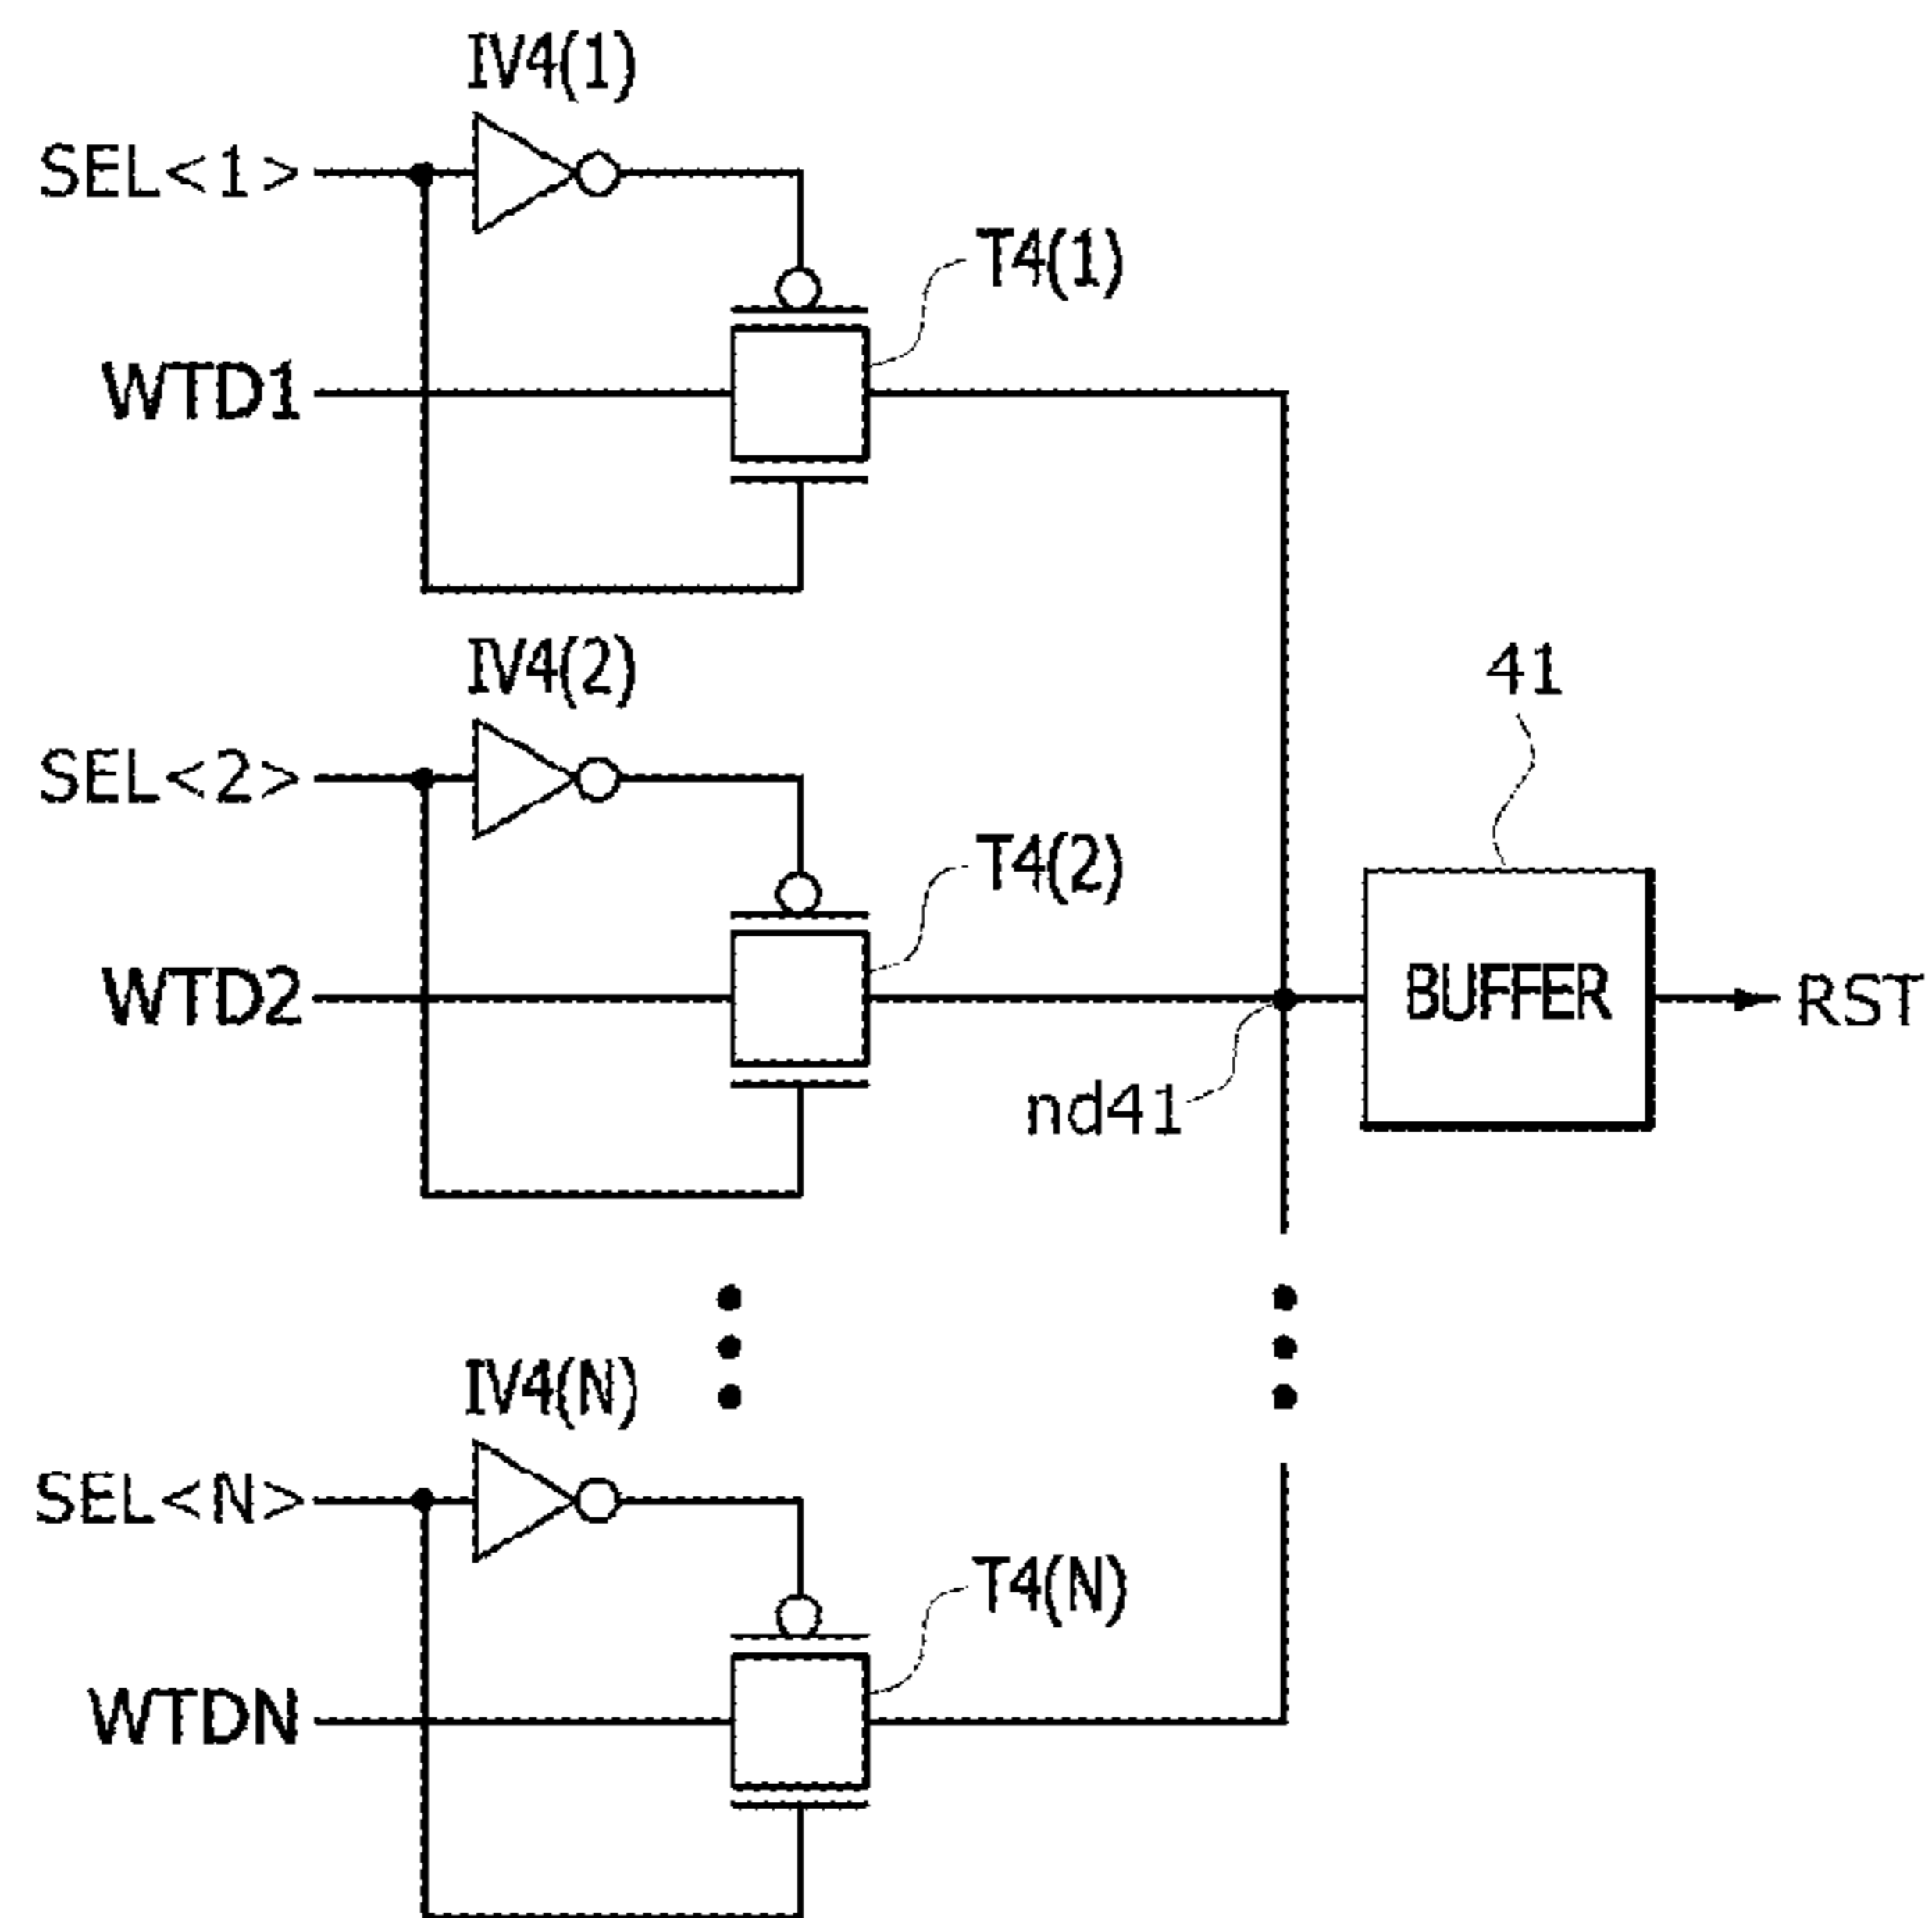 IV4(1)
SEL<1>
T4(1)
WTD1
IV4(2)
41
SEL<2>
T4(2)
WTD2
BUFFER
RST
nd41
IV4(N)
SEL<N>
T4(N)
WTDN